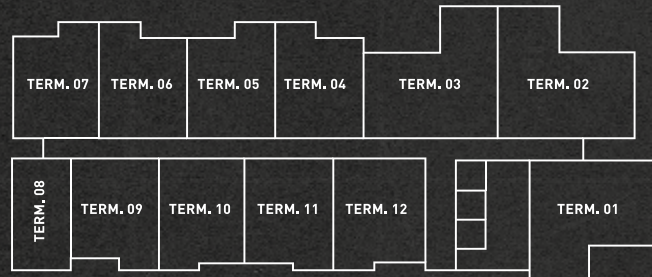 TERM. 07
TERM. 06
TERM. 05
TERM. 04
TERM. 03
TERM. 02
TERM. 08
TERM. 09
TERM. 10
TERM. 11
TERM. 12
TERM. 01